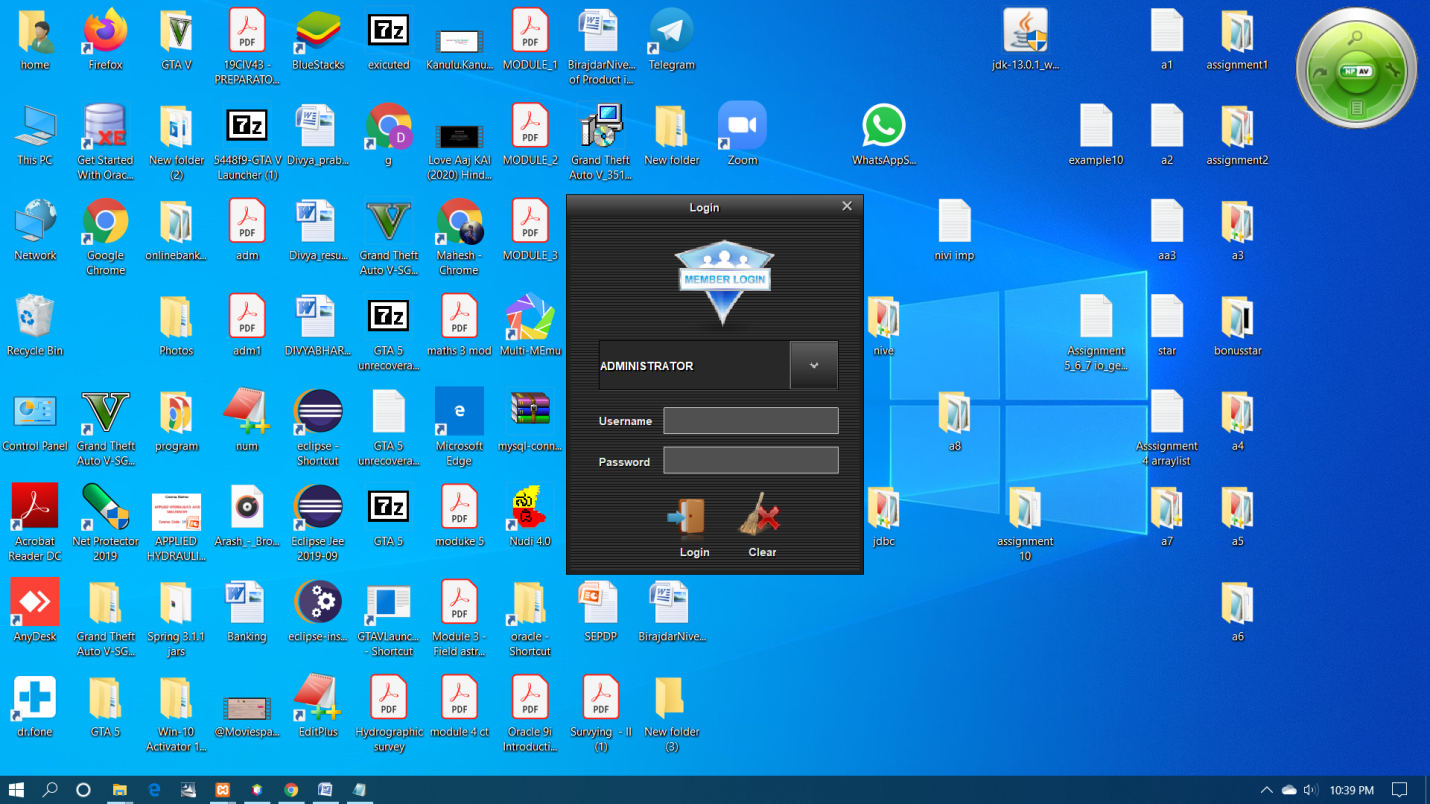 home
Firefox
GTA V
19CIV43 -
PREPARATO...
BlueStacks
7z
exicuted
Kanulu.Kanu...
MODULE_1
BirajdarNive...
of Product i...
Telegram
jdk-13.0.1_w...
a1
assignment1
NP AV
This PC
XE
Get Started
With Orac...
New folder
(2)
7z
5448f9-GTA V
Launcher (1)
Divya_prab...
D
g
Love Aaj KAl
(2020) Hind...
MODULE_2
Grand Theft
Auto V_351...
New folder
Zoom
WhatsAppS...
example10
a2
assignment2
Network
Google
Chrome
onlinebank...
adm
Divya_resu...
Grand Theft
Auto V-SG...
Mahesh -
Chrome
MODULE_3
nivi imp
aa3
a3
Recycle Bin
Photos
adm1
DIVYABHAR...
7z
GTA 5
unrecovera...
maths 3 mod
Multi-MEmu
nive
Assignment
5_6_7 io_ge...
star
bonusstar
Control Panel
Grand Theft
Auto V-SG...
program
num
eclipse -
Shortcut
GTA 5
unrecovera...
Microsoft
Edge
mysql-conn...
a8
Asssignment
4 arraylist
a4
Acrobat
Reader DC
Net Protector
2019
APPLIED
HYDRAULI...
Arash_-_Bro...
Eclipse Jee
2019-09
7z
GTA 5
moduke 5
Nudi 4.0
jdbc
assignment
10
a7
a5
AnyDesk
Grand Theft
Auto V-SG...
Spring 3.1.1
jars
Banking
eclipse-ins...
GTAVLaunc...
- Shortcut
Module 3 -
Field astr...
oracle -
Shortcut
SEPDP
BirajdarNive...
a6
dr.fone
GTA 5
Win-10
Activator 1...
@Moviespa...
EditPlus
Hydrographic
survey
module 4 ct
Oracle 9i
Introducti...
Survying - II
(1)
New folder
(3)
Login
MEMBER LOGIN
ADMINISTRATOR
Username
Password
Login
Clear
10:39 PM